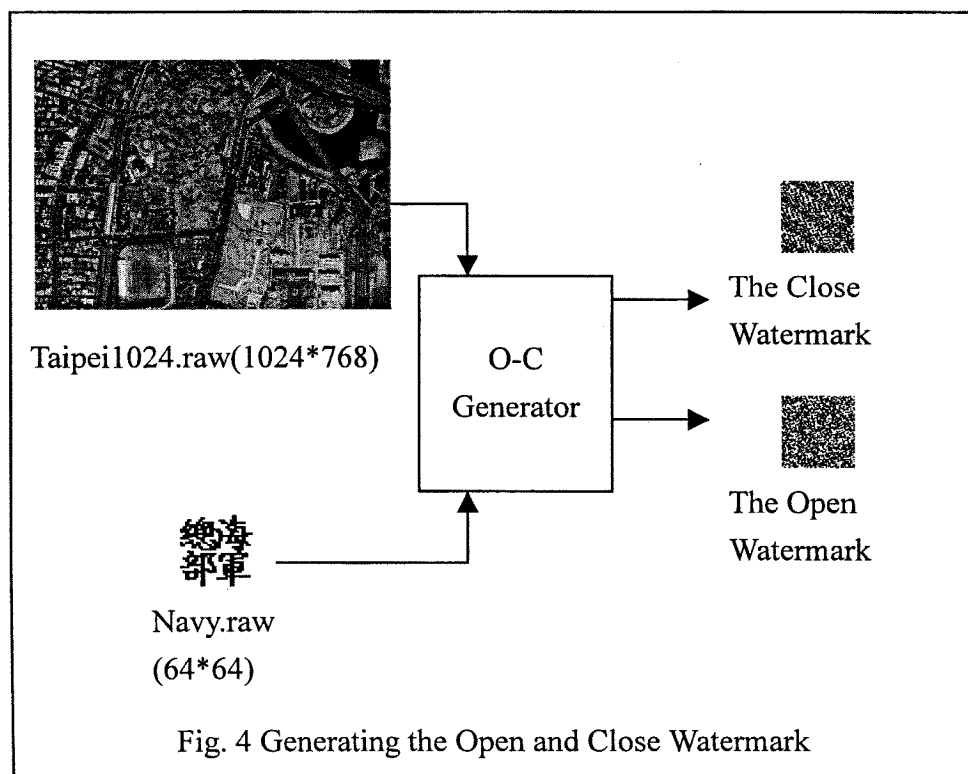 Taipei1024.raw(1024*768)
O-C
Generator
The Close
Watermark
The Open
Watermark
海軍
總部
Navy.raw
(64*64)
Fig. 4 Generating the Open and Close Watermark